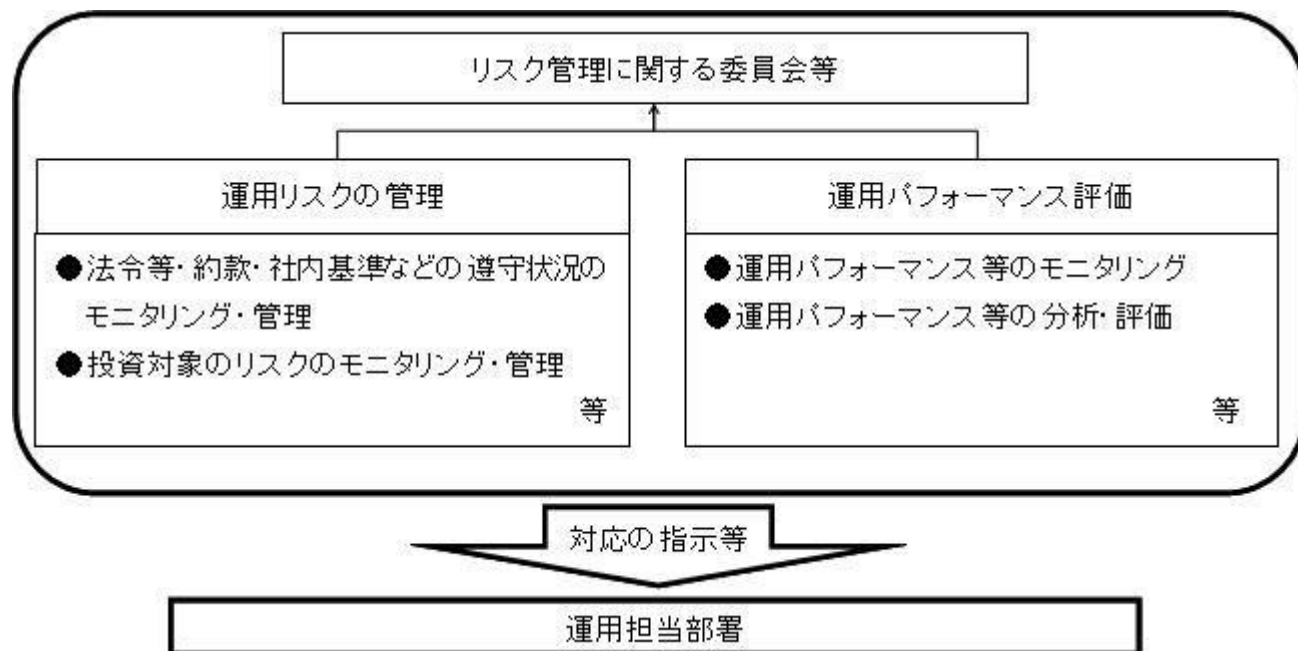 リスク管理に関する委員会等
運用リスクの管理
●法令等・約款・社内基準などの遵守状況の
モニタリング・管理
●投資対象のリスクのモニタリング・管理
等
運用パフォーマンス評価
●運用パフォーマンス等のモニタリング
●運用パフォーマンス等の分析・評価
等
対応の指示等
運用担当部署